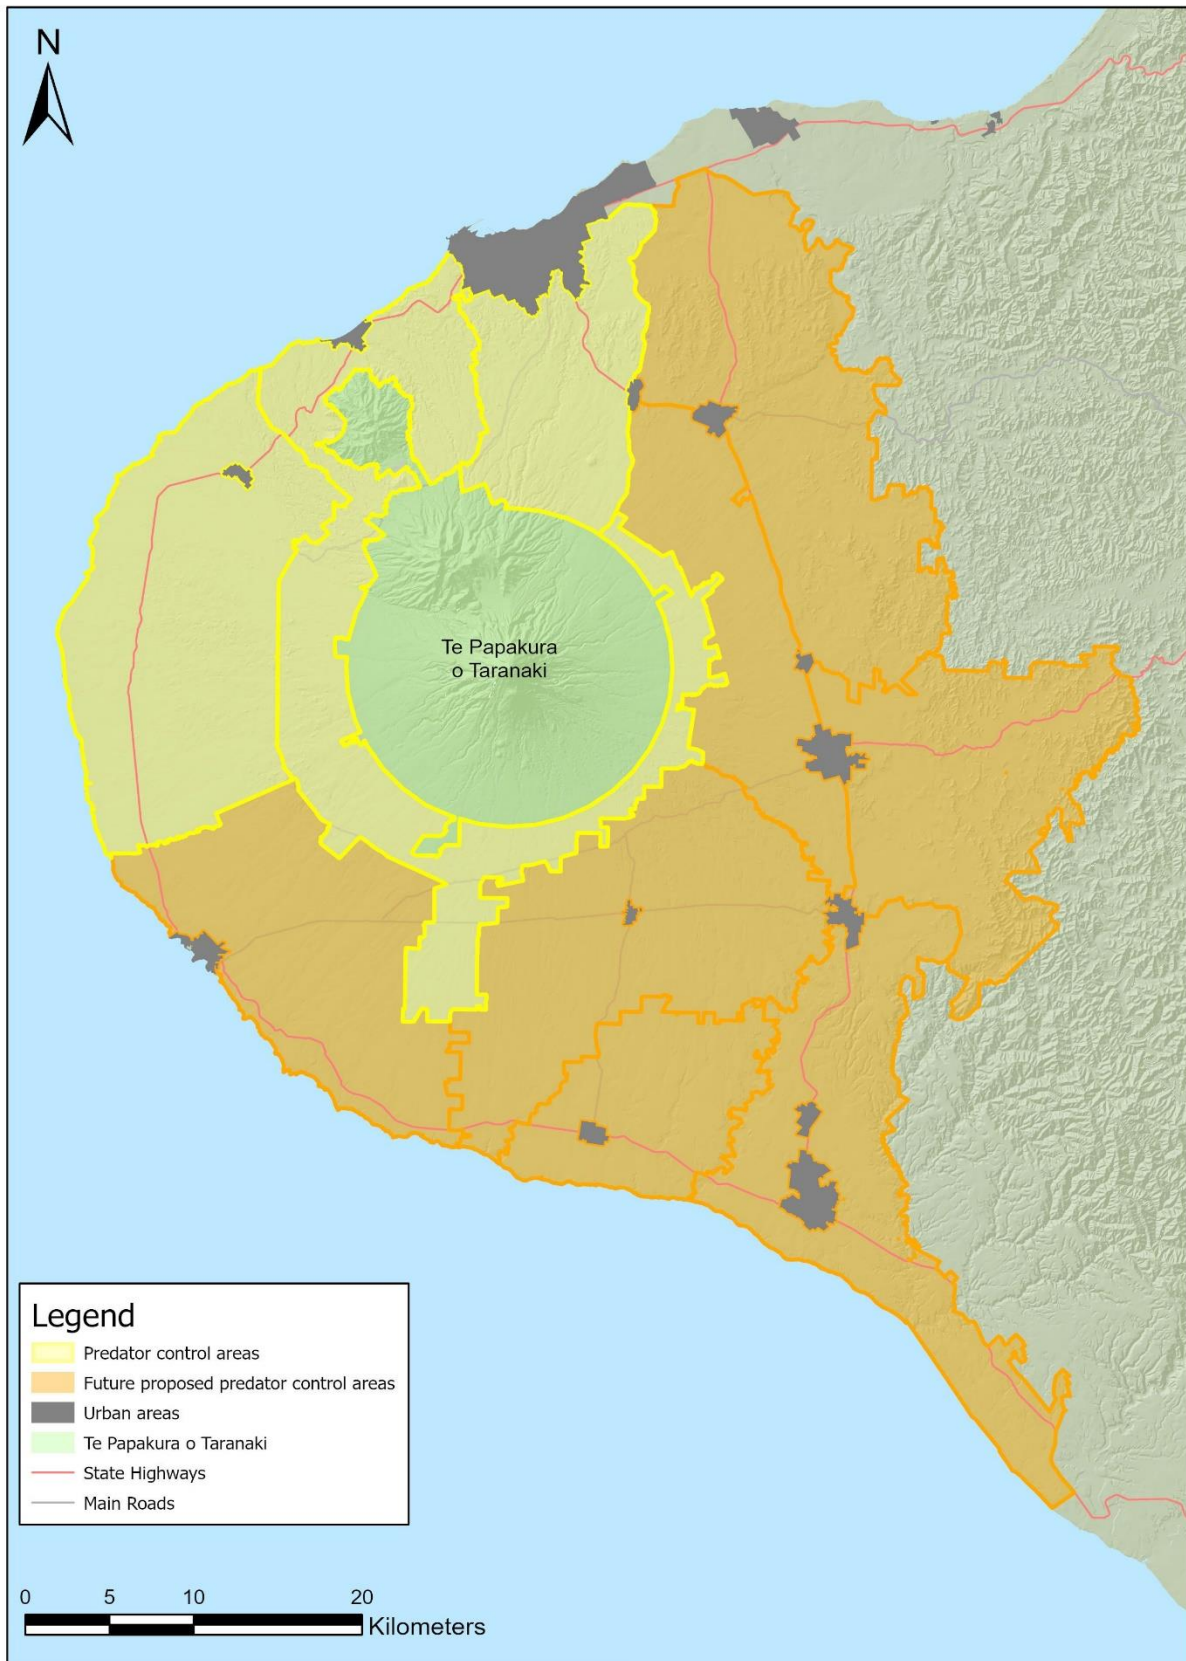 N
Te Papakura
o Taranaki
Legend
Predator control areas
Future proposed predator control areas
Urban areas
Te Papakura o Taranaki
State Highways
Main Roads
0 5 10 20
Kilometers